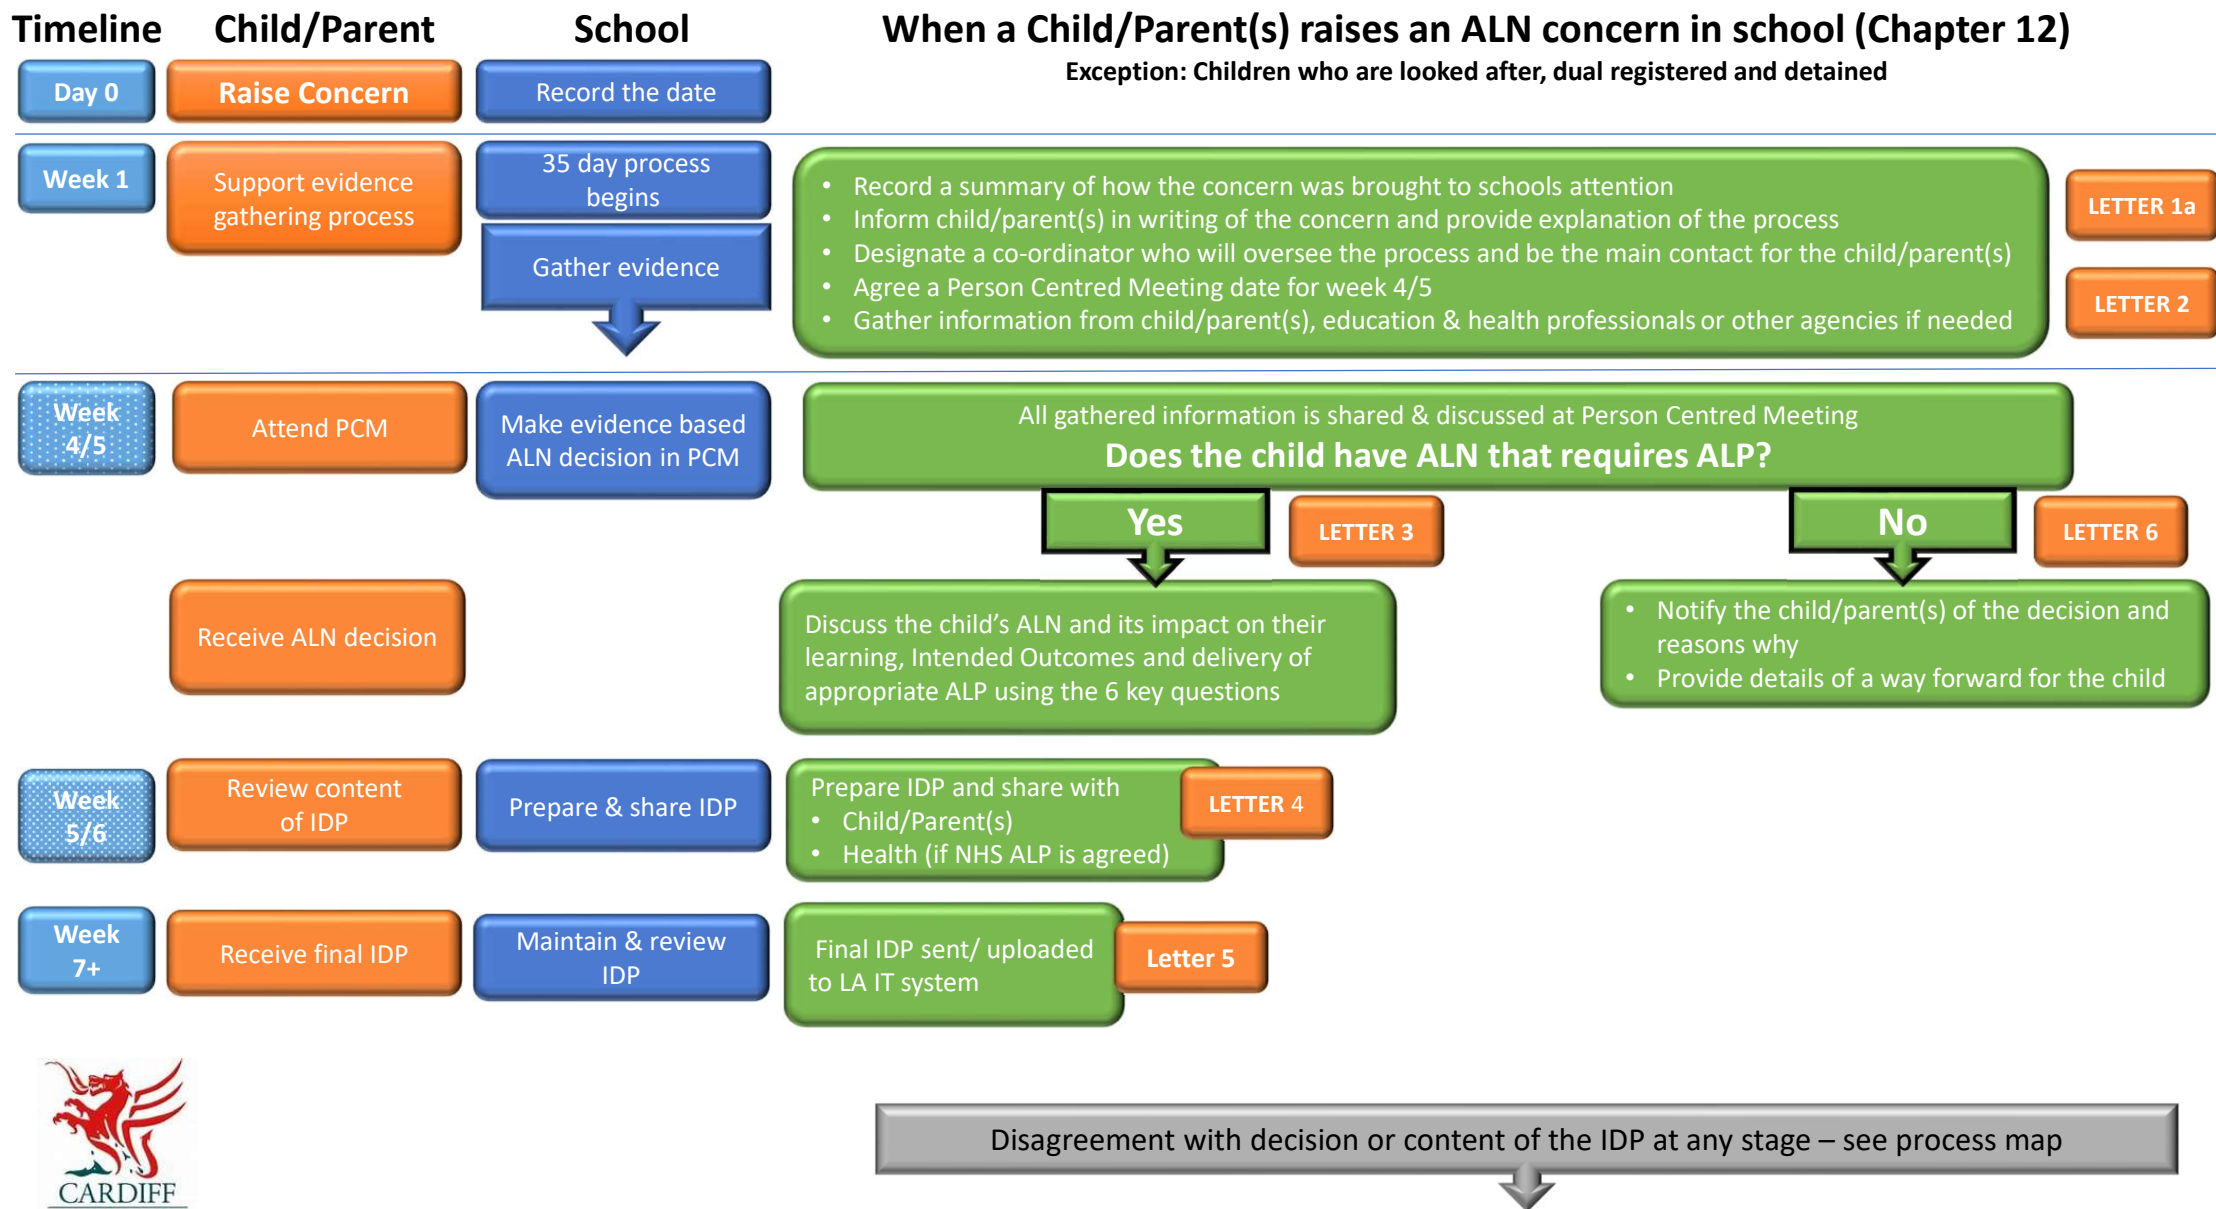 Timeline
Child/Parent
School
When a Child/Parent(s) raises an ALN concern in school (Chapter 12)
Exception: Children who are looked after, dual registered and detained
Day 0
Raise Concern
Record the date
Week 1
Support evidence
gathering process
35 day process
begins
Gather evidence
• Record a summary of how the concern was brought to schools attention
• Inform child/parent(s) in writing of the concern and provide explanation of the process
• Designate a co-ordinator who will oversee the process and be the main contact for the child/parent(s)
• Agree a Person Centred Meeting date for week 4/5
• Gather information from child/parent(s), education & health professionals or other agencies if needed
LETTER 1a
LETTER 2
Week
4/5
Attend PCM
Make evidence based
ALN decision in PCM
All gathered information is shared & discussed at Person Centred Meeting
Does the child have ALN that requires ALP?
Yes
LETTER 3
No
LETTER 6
Receive ALN decision
Discuss the child's ALN and its impact on their
learning, Intended Outcomes and delivery of
appropriate ALP using the 6 key questions
• Notify the child/parent(s) of the decision and
reasons why
• Provide details of a way forward for the child
Week
5/6
Review content
of IDP
Prepare & share IDP
Prepare IDP and share with
• Child/Parent(s)
• Health (if NHS ALP is agreed)
LETTER 4
Week
7+
Receive final IDP
Maintain & review
IDP
Final IDP sent/ uploaded
to LA IT system
Letter 5
CARDIFF
Disagreement with decision or content of the IDP at any stage – see process map